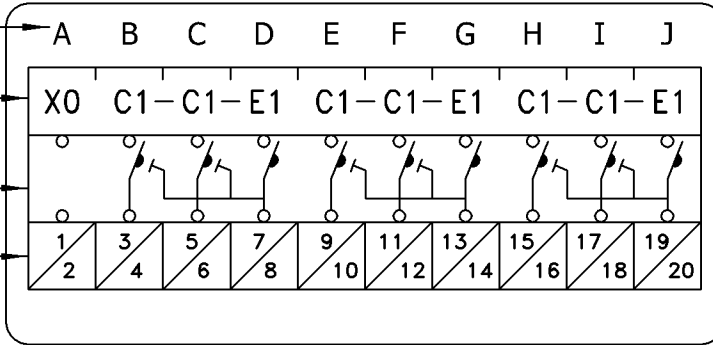 A B C D E F G H I J
X0 C1-C1-E1 C1-C1-E1 C1-C1-E1
1 3 5 7 9 11 13 15 17 19
2 4 6 8 10 12 14 16 18 20